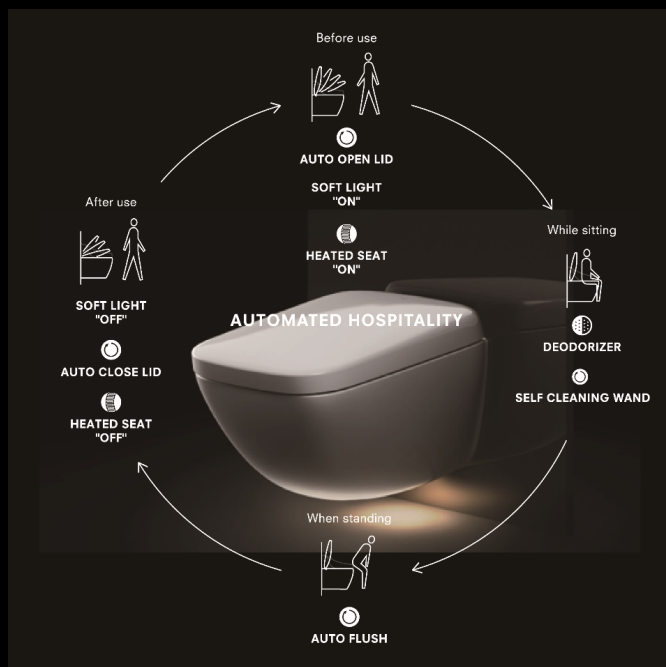 Before use
AUTO OPEN LID
SOFT LIGHT
"ON"
HEATED SEAT
"ON"
While sitting
DEODORIZER
SELF CLEANING WAND
When standing
AUTO FLUSH
After use
SOFT LIGHT
"OFF"
AUTO CLOSE LID
HEATED SEAT
"OFF"
AUTOMATED HOSPITALITY